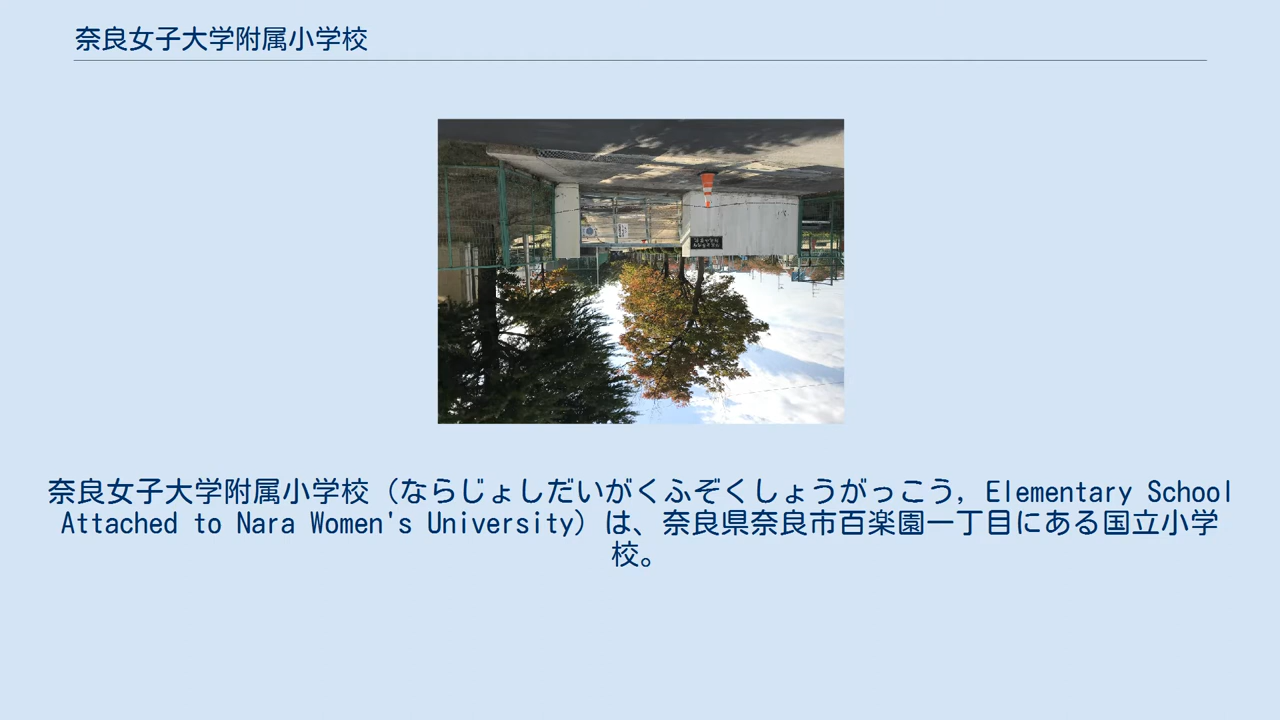 奈良女子大学附属小学校
奈良女子大学附属小学校（ならじょしだいがくふぞくしょうがっこう, Elementary School
Attached to Nara Women's University）は、奈良県奈良市百楽園一丁目にある国立小学
校。